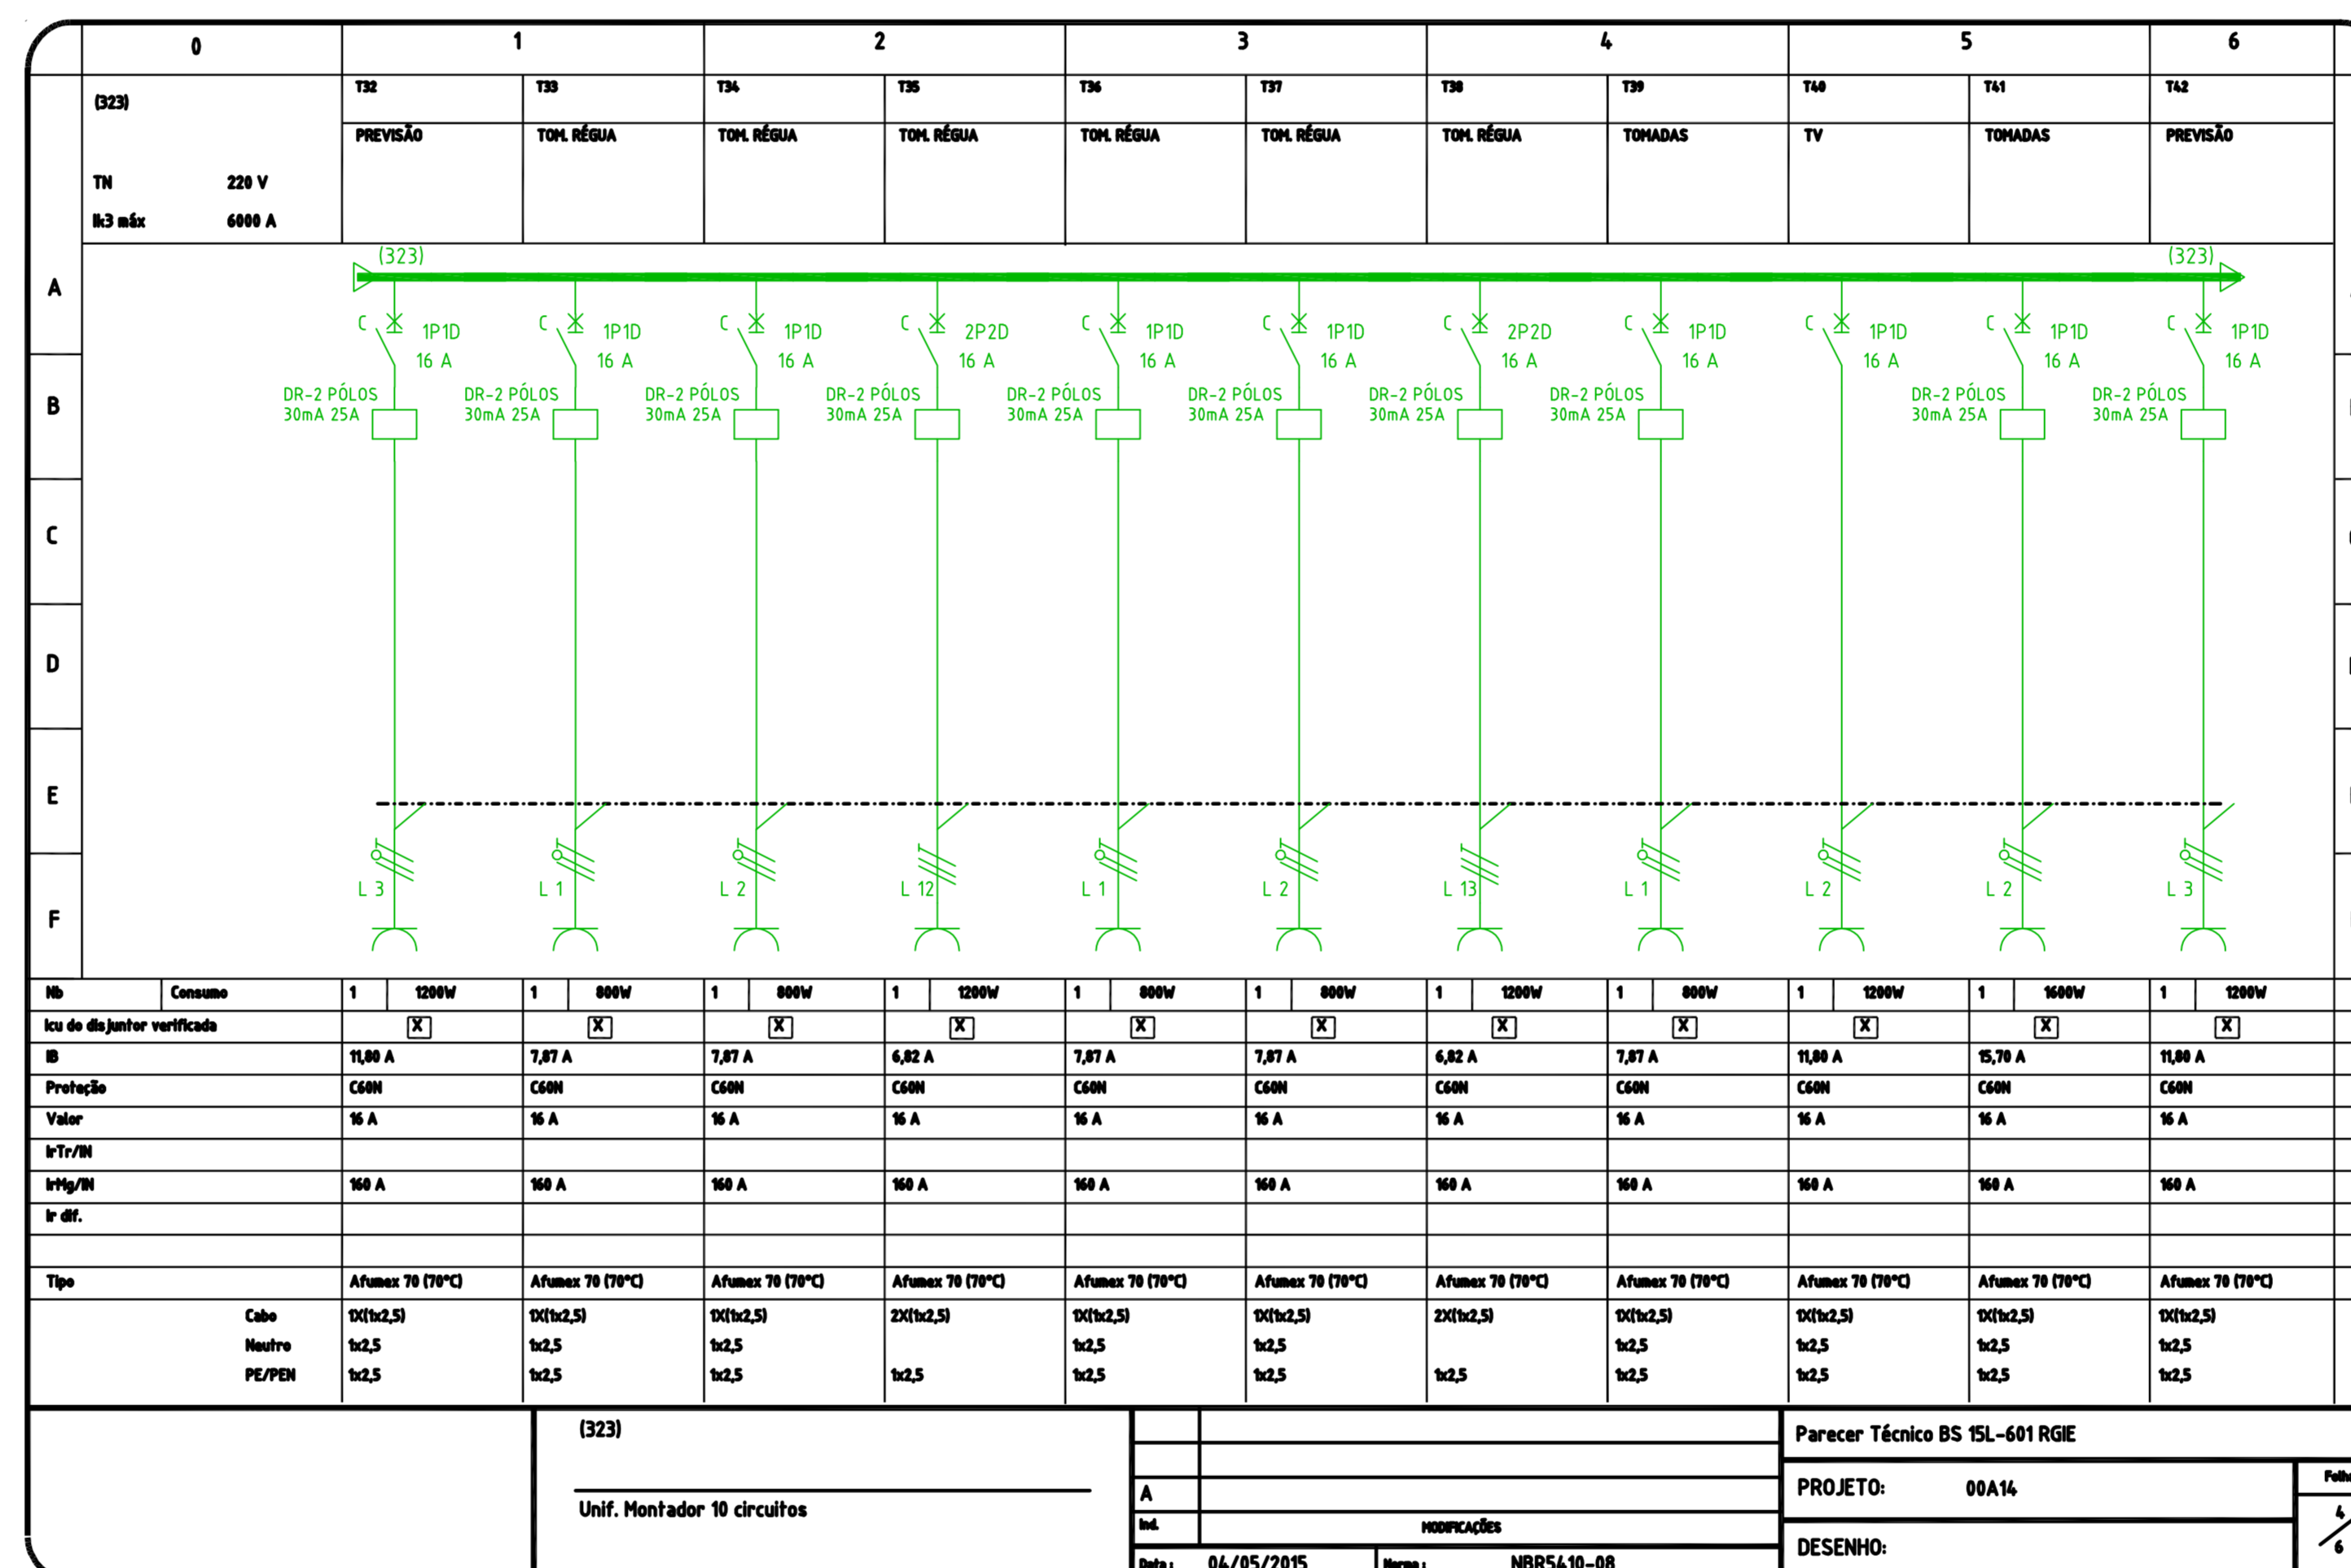 0 1 2 3 4 5 6
(323) T32 T33 T34 T35 T36 T37 T38 T39 T40 T41 T42
PREVISÃO TOM. RÉGUA TOM. RÉGUA TOM. RÉGUA TOM. RÉGUA TOM. RÉGUA TOM. RÉGUA TOMADAS TV TOMADAS PREVISÃO
TN 220 V
Ik3 máx 6000 A
(323) (323)
A
C 1P1D C 1P1D C 1P1D C 2P2D C 1P1D C 1P1D C 2P2D C 1P1D C 1P1D C 1P1D C 1P1D
16 A 16 A 16 A 16 A 16 A 16 A 16 A 16 A 16 A 16 A 16 A
DR-2 PÓLOS DR-2 PÓLOS DR-2 PÓLOS DR-2 PÓLOS DR-2 PÓLOS DR-2 PÓLOS DR-2 PÓLOS DR-2 PÓLOS DR-2 PÓLOS DR-2 PÓLOS
B 30mA 25A 30mA 25A 30mA 25A 30mA 25A 30mA 25A 30mA 25A 30mA 25A 30mA 25A 30mA 25A 30mA 25A
C
D
E
L 3 L 1 L 2 L 12 L 1 L 2 L 13 L 1 L 2 L 2 L 3
F
Nb Consumo 1 1200W 1 800W 1 800W 1 1200W 1 800W 1 800W 1 1200W 1 800W 1 1200W 1 1600W 1 1200W
Icu do disjuntor verificada X X X X X X X X X X X
IB 11,80 A 7,87 A 7,87 A 6,82 A 7,87 A 7,87 A 6,82 A 7,87 A 11,80 A 15,70 A 11,80 A
Proteção C60N C60N C60N C60N C60N C60N C60N C60N C60N C60N C60N
Valor 16 A 16 A 16 A 16 A 16 A 16 A 16 A 16 A 16 A 16 A 16 A
IrTr/IN
IrMg/IN 160 A 160 A 160 A 160 A 160 A 160 A 160 A 160 A 160 A 160 A 160 A
Ir dif.
Tipo Afumex 70 (70°C) Afumex 70 (70°C) Afumex 70 (70°C) Afumex 70 (70°C) Afumex 70 (70°C) Afumex 70 (70°C) Afumex 70 (70°C) Afumex 70 (70°C) Afumex 70 (70°C) Afumex 70 (70°C) Afumex 70 (70°C)
Cabo 1X(1x2,5) 1X(1x2,5) 1X(1x2,5) 2X(1x2,5) 1X(1x2,5) 1X(1x2,5) 2X(1x2,5) 1X(1x2,5) 1X(1x2,5) 1X(1x2,5) 1X(1x2,5)
Neutro 1x2,5 1x2,5 1x2,5 1x2,5 1x2,5 1x2,5 1x2,5 1x2,5 1x2,5
PE/PEN 1x2,5 1x2,5 1x2,5 1x2,5 1x2,5 1x2,5 1x2,5 1x2,5 1x2,5 1x2,5 1x2,5
(323)
Unif. Montador 10 circuitos
A
Ind. MODIFICAÇÕES
Data : 04/05/2015 Norma : NBR5410-08
Parecer Técnico BS 15L-601 RGIE
PROJETO: 00A14
DESENHO:
4
6